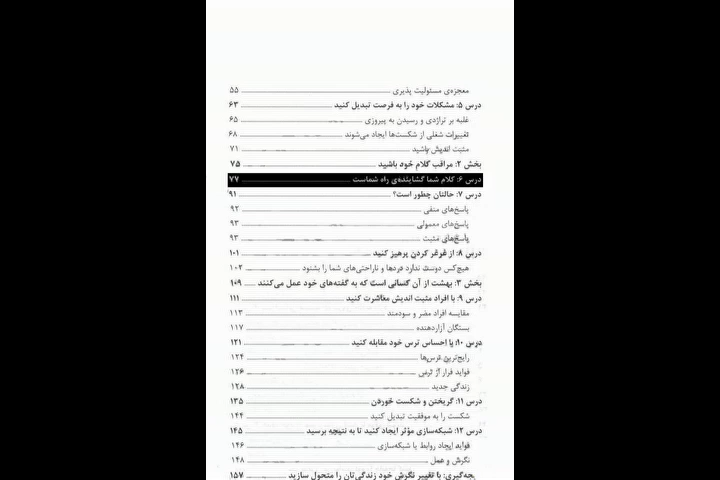 معجزه‌ی مسئولیت پذیری ۵۵
درس ۵: مشکلات خود را به فرصت تبدیل کنید ۶۳
غلبه بر تراژدی و رسیدن به پیروزی ۶۵
تغییرات شغلی از شکست‌ها ایجاد می‌شوند ۶۸
مثبت اندیش باشید ۷۱
بخش ۲: مراقب کلام خود باشید ۷۵
درس ۶: کلام شما گشاینده‌ی راه شماست ۷۷
درس ۷: حالتان چطور است؟ ۹۱
پاسخ‌های منفی ۹۲
پاسخ‌های معمولی ۹۳
پاسخ‌های مثبت ۹۳
درس ۸: از غرغر کردن پرهیز کنید ۱۰۱
هیچ‌کس دوست ندارد دردها و ناراحتی‌های شما را بشنود ۱۰۲
بخش ۳: بهشت از آن کسانی است که به گفته‌های خود عمل می‌کنند ۱۰۹
درس ۹: با افراد مثبت اندیش معاشرت کنید ۱۱۱
مقایسه افراد مضر و سودمند ۱۱۳
بستگان آزاردهنده ۱۱۷
درس ۱۰: با احساس ترس خود مقابله کنید ۱۲۱
رایج‌ترین ترس‌ها ۱۲۴
فواید فرار از ترس ۱۲۶
زندگی جدید ۱۲۸
درس ۱۱: گریختن و شکست خوردن ۱۳۵
شکست را به موفقیت تبدیل کنید ۱۴۴
درس ۱۲: شبکه‌سازی مؤثر ایجاد کنید تا به نتیجه برسید ۱۴۵
فواید ایجاد روابط یا شبکه‌سازی ۱۴۶
نگرش و عمل ۱۴۸
یجه‌گیری: با تغییر نگرش خود زندگی‌تان را متحول سازید ۱۵۷